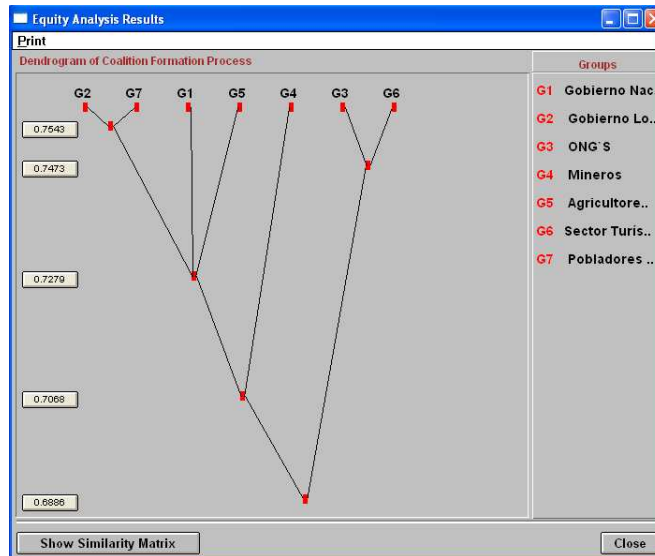 Equity Analysis Results
Print
Dendrogram of Coalition Formation Process
Groups
G2 G7 G1 G5 G4 G3 G6
0.7543
0.7473
0.7279
0.7068
0.6886
G1 Gobierno Nac
G2 Gobierno Lo..
G3 ONG`S
G4 Mineros
G5 Agricultore..
G6 Sector Turís..
G7 Pobladores ..
Show Similarity Matrix
Close